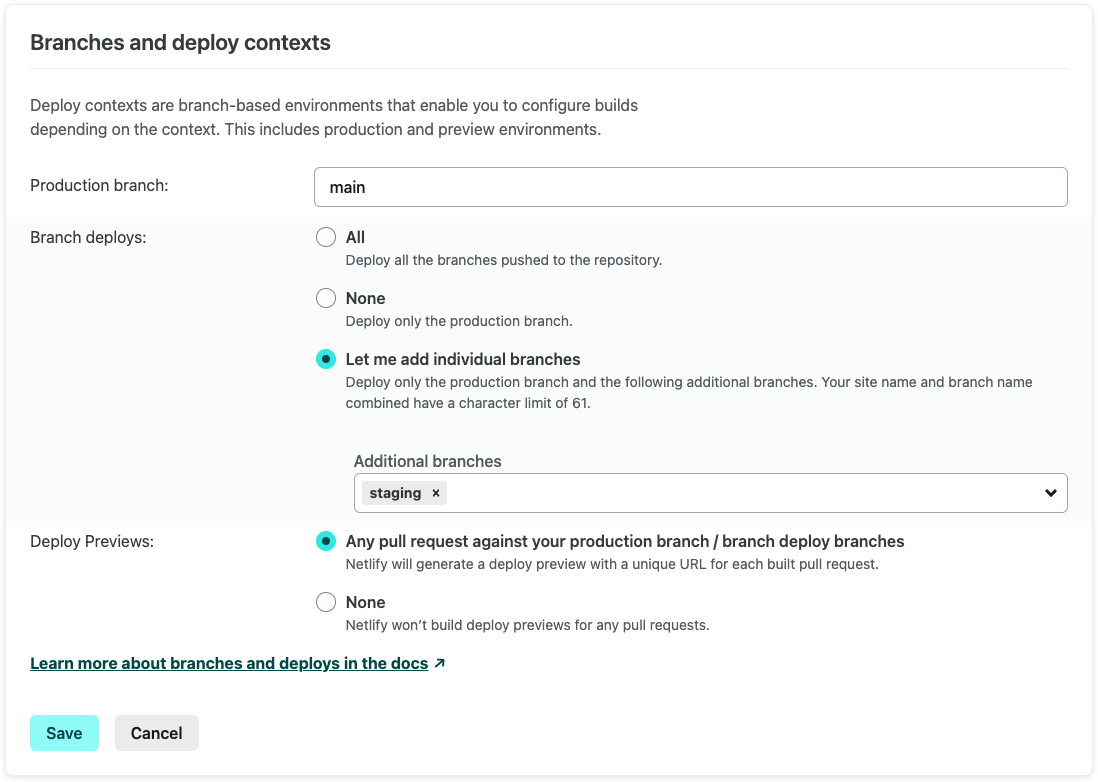 Branches and deploy contexts
Deploy contexts are branch-based environments that enable you to configure builds
depending on the context. This includes production and preview environments.
Production branch:
main
Branch deploys:
All
Deploy all the branches pushed to the repository.
None
Deploy only the production branch.
Let me add individual branches
Deploy only the production branch and the following additional branches. Your site name and branch name
combined have a character limit of 61.
Additional branches
staging ×
Deploy Previews:
Any pull request against your production branch / branch deploy branches
Netlify will generate a deploy preview with a unique URL for each built pull request.
None
Netlify won’t build deploy previews for any pull requests.
Learn more about branches and deploys in the docs ↗
Save
Cancel